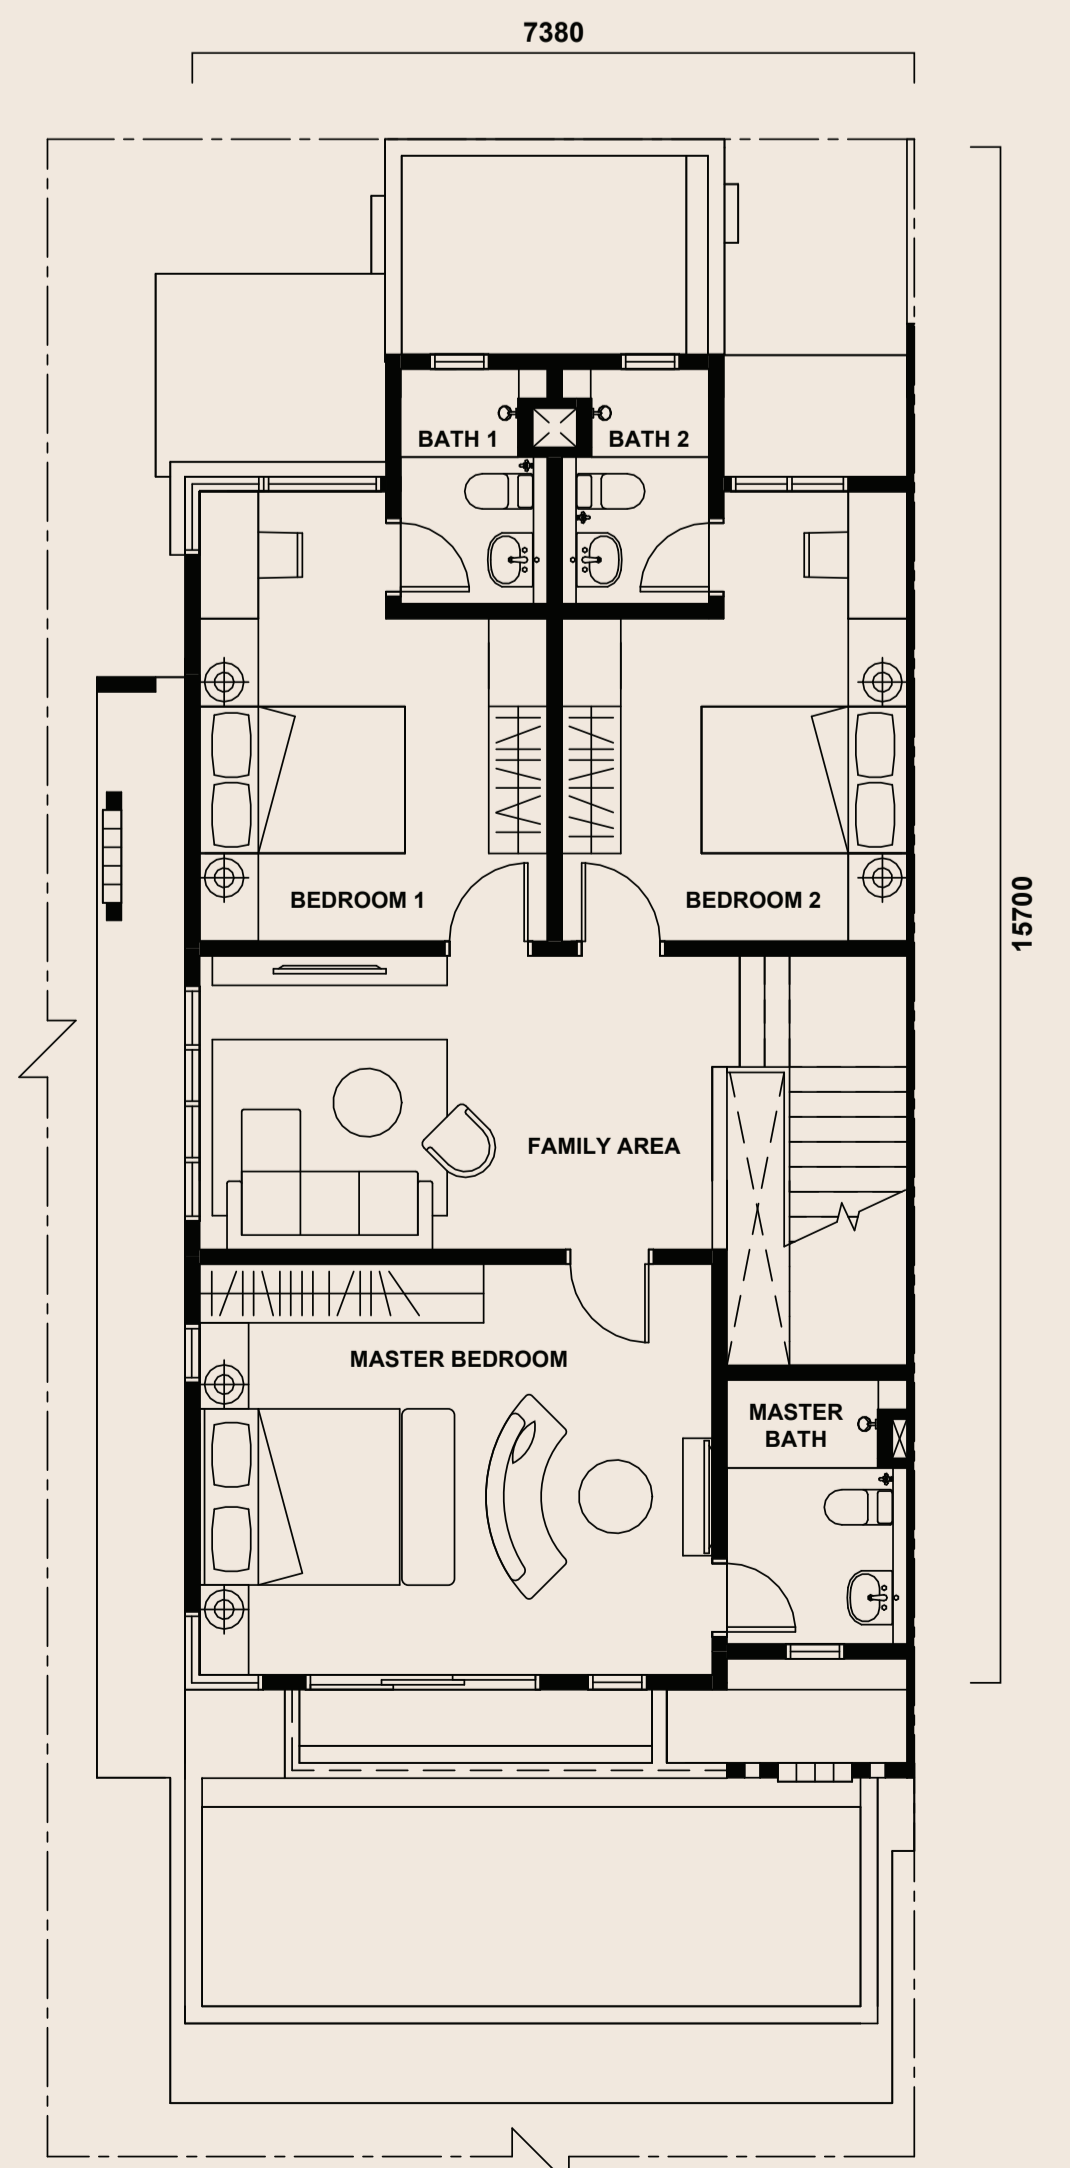 7380
BATH 1
BATH 2
15700
BEDROOM 1
BEDROOM 2
FAMILY AREA
MASTER BEDROOM
MASTER
BATH